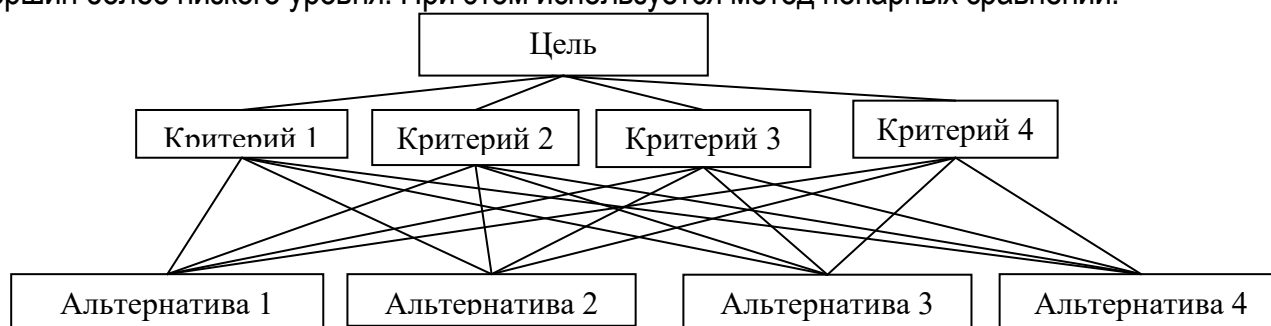 ершин более низкого уровня. При этом используется метод попарных сравнений.
Цель
Критерий 1
Критерий 2
Критерий 3
Критерий 4
Альтернатива 1
Альтернатива 2
Альтернатива 3
Альтернатива 4